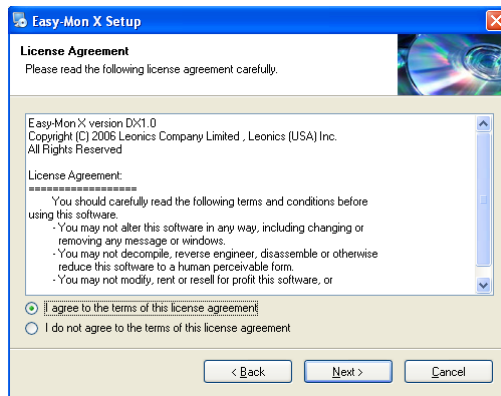 Easy-Mon X Setup
License Agreement
Please read the following license agreement carefully.
Easy-Mon X version DX1.0
Copyright (C) 2006 Leonics Company Limited , Leonics (USA) Inc.
All Rights Reserved
License Agreement:
==================
You should carefully read the following terms and conditions before
using this software.
- You may not alter this software in any way, including changing or
removing any message or windows.
- You may not decompile, reverse engineer, disassemble or otherwise
reduce this software to a human perceivable form.
- You may not modify, rent or resell for profit this software, or
I agree to the terms of this license agreement
I do not agree to the terms of this license agreement
< Back
Next >
Cancel